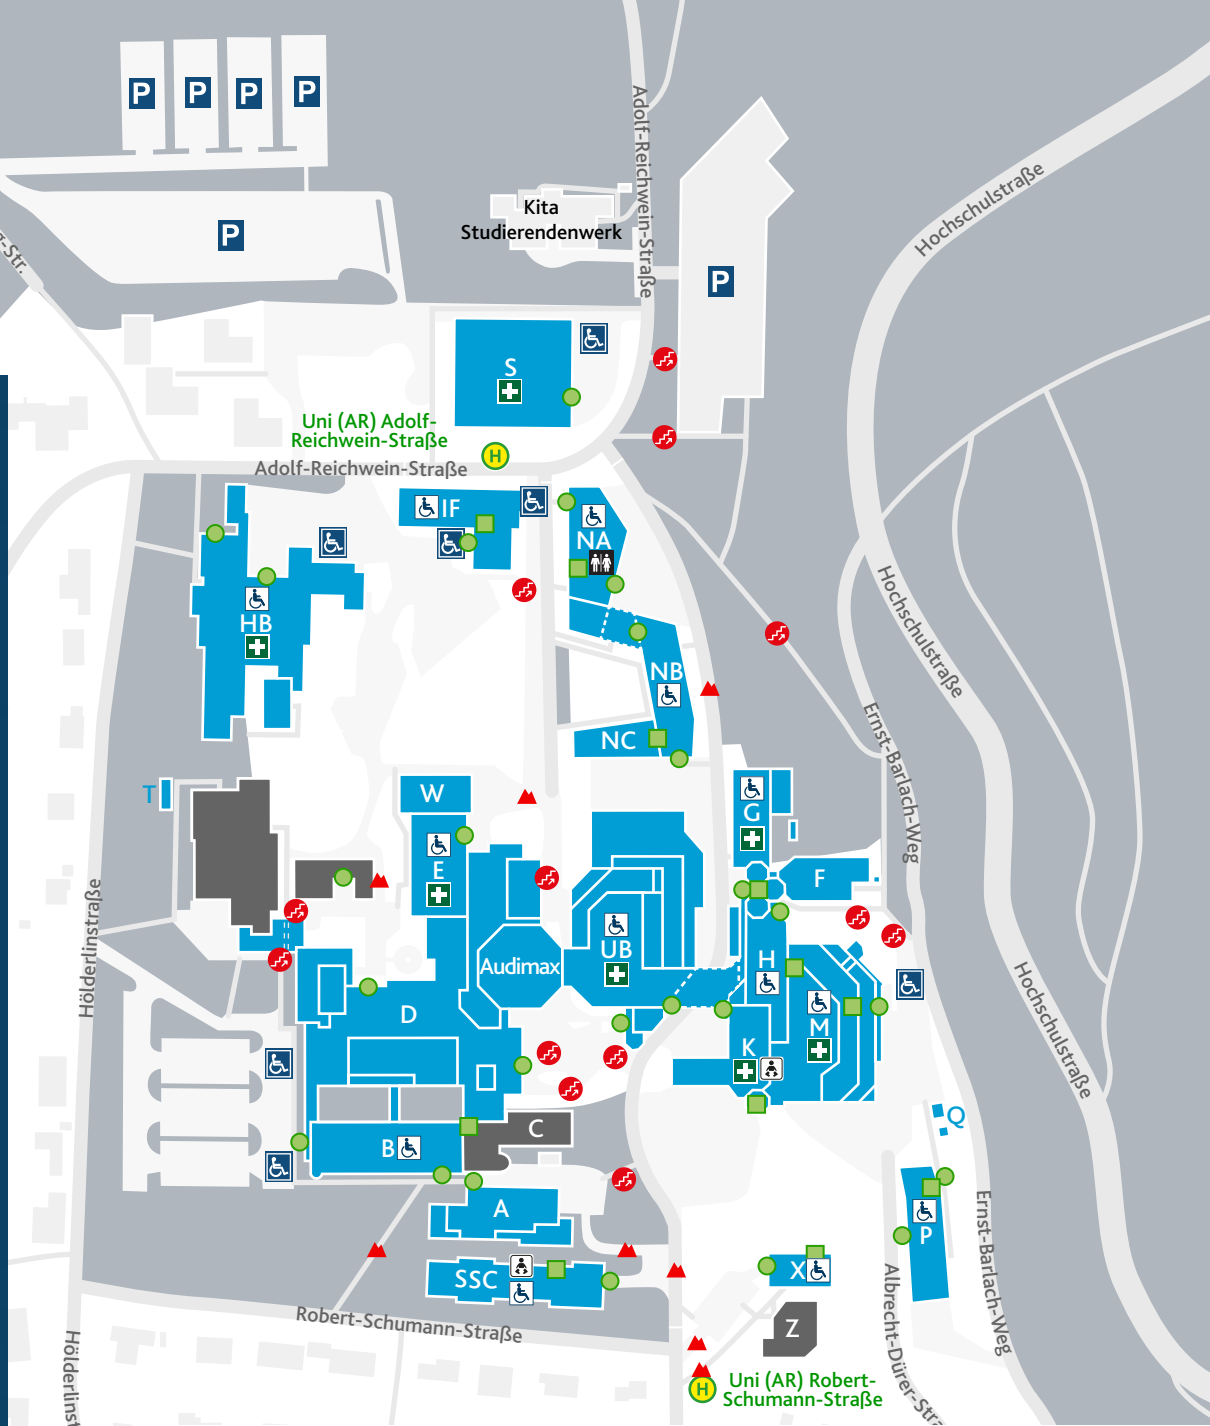 P
P
P
P
P
Adolf-Reichwein-Straße
Hochschulstraße
Kita
Studierendenwerk
g-Str.
P
S
Uni (AR) Adolf-
Reichwein-Straße
H
Adolf-Reichwein-Straße
IF
NA
HB
NB
NC
Hochschulstraße
Ernst-Barlach-Weg
T
W
G
E
F
Hölderlinstraße
UB
H
Audimax
D
M
K
Hochschulstraße
C
B
Q
A
P
Ernst-Barlach-Weg
SSC
X
Albrecht-Dürer-Stra
Robert-Schumann-Straße
Z
Hölderlinst
H
Uni (AR) Robert-
Schumann-Straße